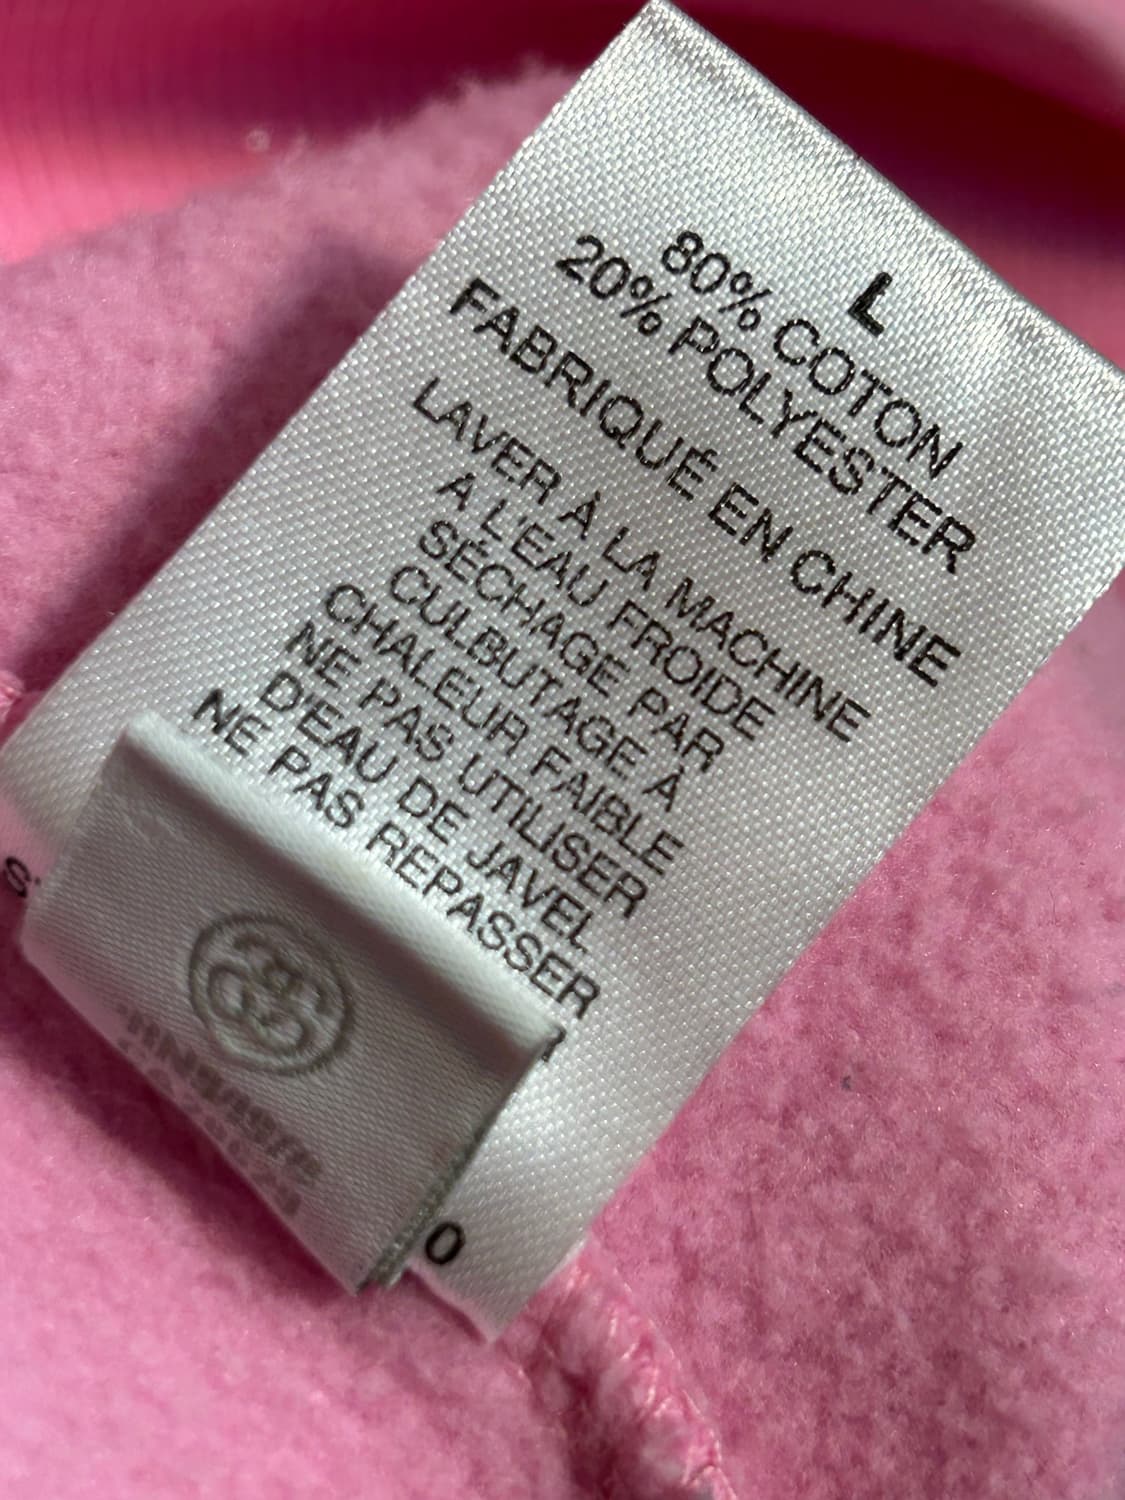 L
80% COTON
20% POLYESTER
FABRIQUÉ EN CHINE
LAVER À LA MACHINE
À L'EAU FROIDE
SÉCHAGE PAR
CULBUTAGE À
CHALEUR FAIBLE
NE PAS UTILISER
D'EAU DE JAVEL
NE PAS REPASSER
0